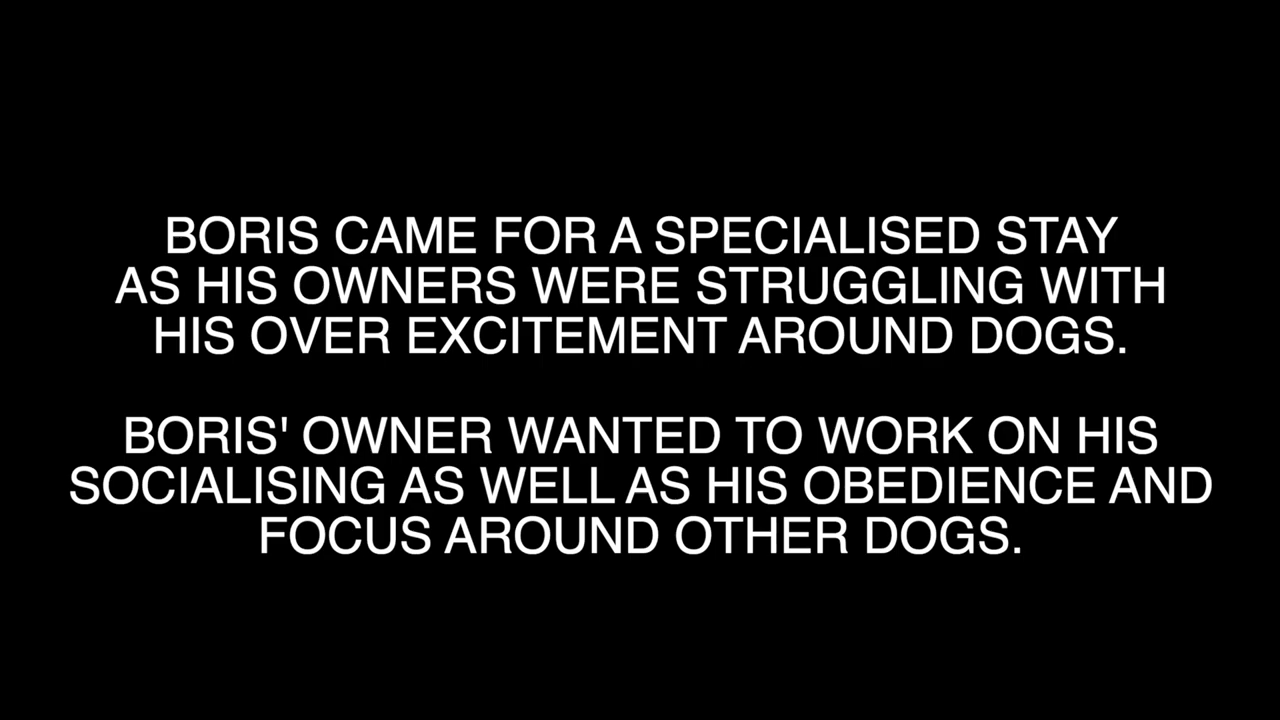 BORIS CAME FOR A SPECIALISED STAY
AS HIS OWNERS WERE STRUGGLING WITH
HIS OVER EXCITEMENT AROUND DOGS.
BORIS' OWNER WANTED TO WORK ON HIS
SOCIALISING AS WELL AS HIS OBEDIENCE AND
FOCUS AROUND OTHER DOGS.